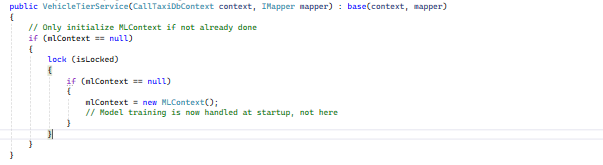 public VehicleTierService(CallTaxiDbContext context, IMapper mapper) : base(context, mapper)
{
    // Only initialize MLContext if not already done
    if (mlContext == null)
    {
        lock (isLocked)
        {
            if (mlContext == null)
            {
                mlContext = new MLContext();
                // Model training is now handled at startup, not here
            }
        }
    }
}